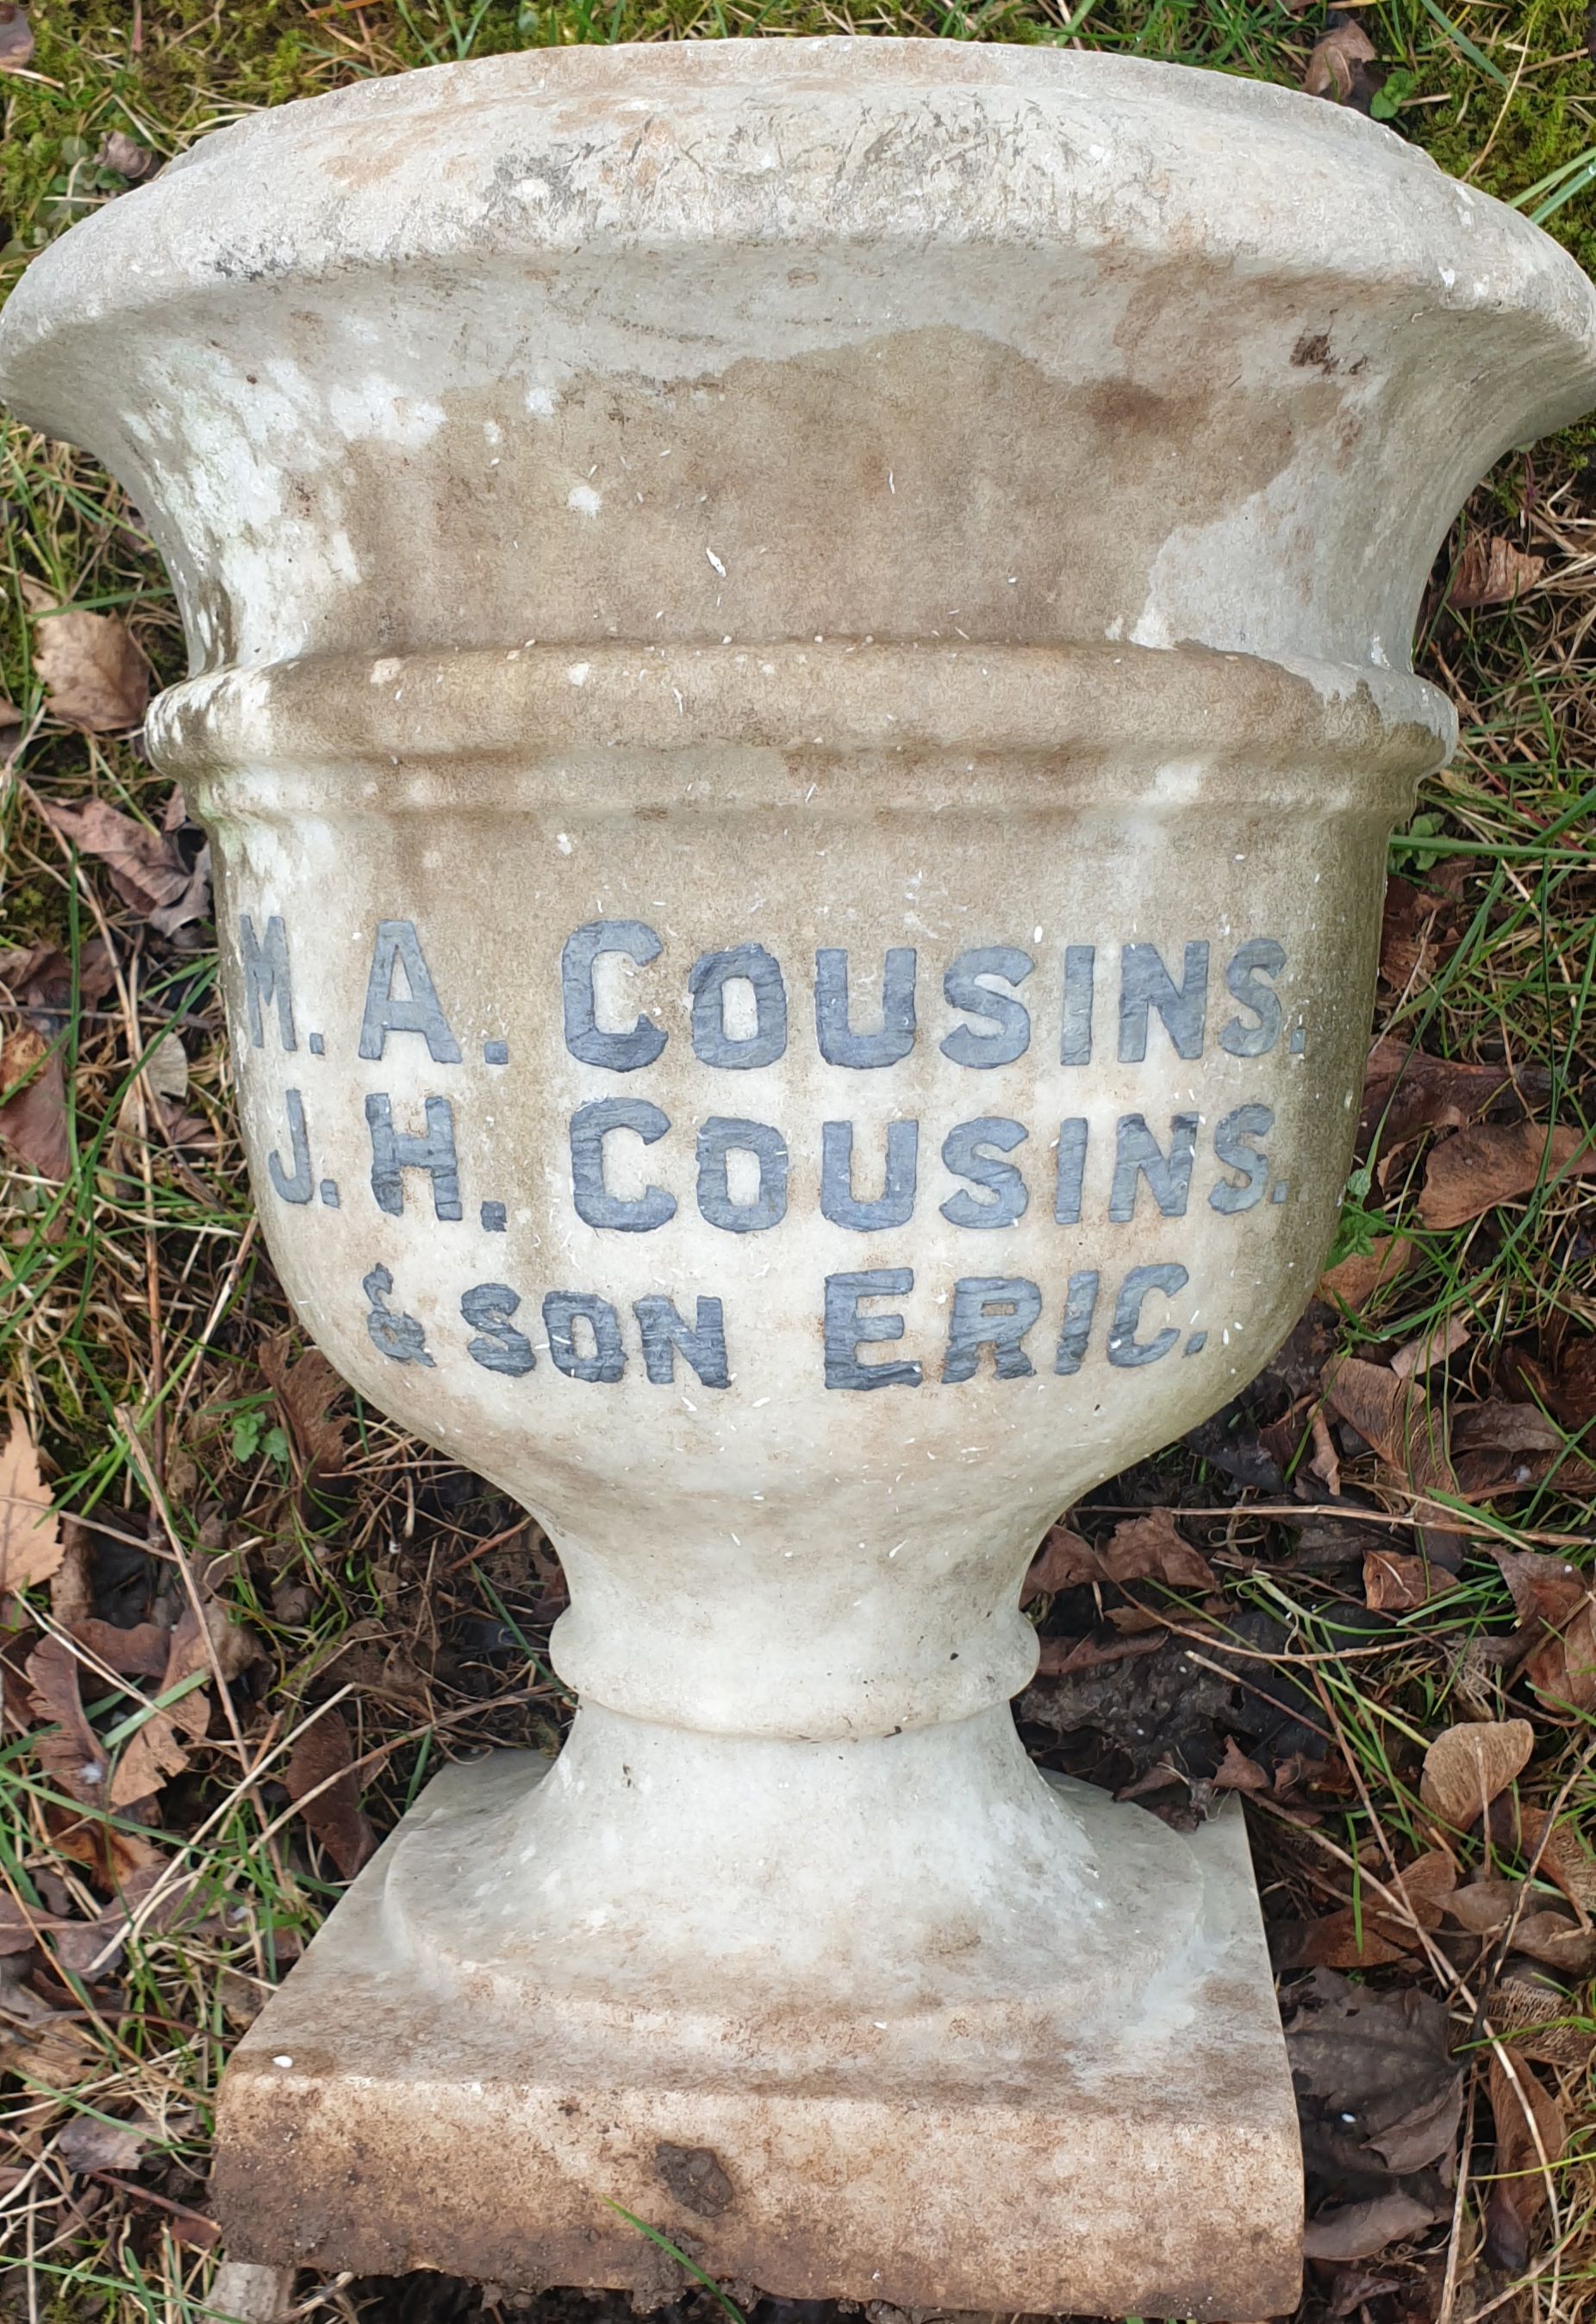 M. A. COUSINS.
J. H. COUSINS.
& SON ERIC.